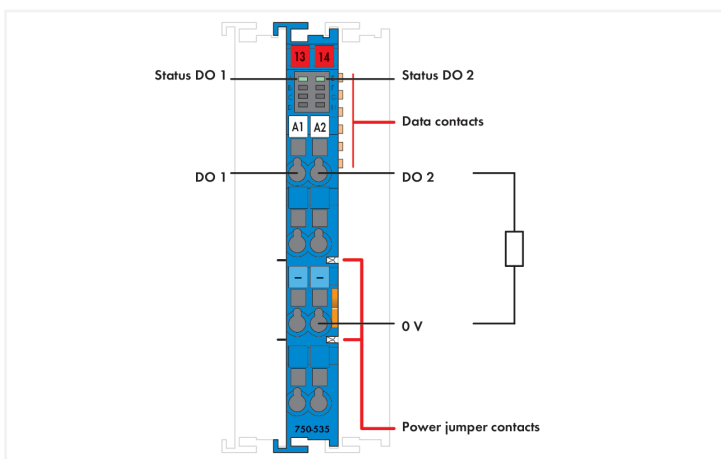 13 14
Status DO 1 Status DO 2
Data contacts
A1 A2
DO 1 DO 2
– –
0 V
Power jumper contacts
750-535